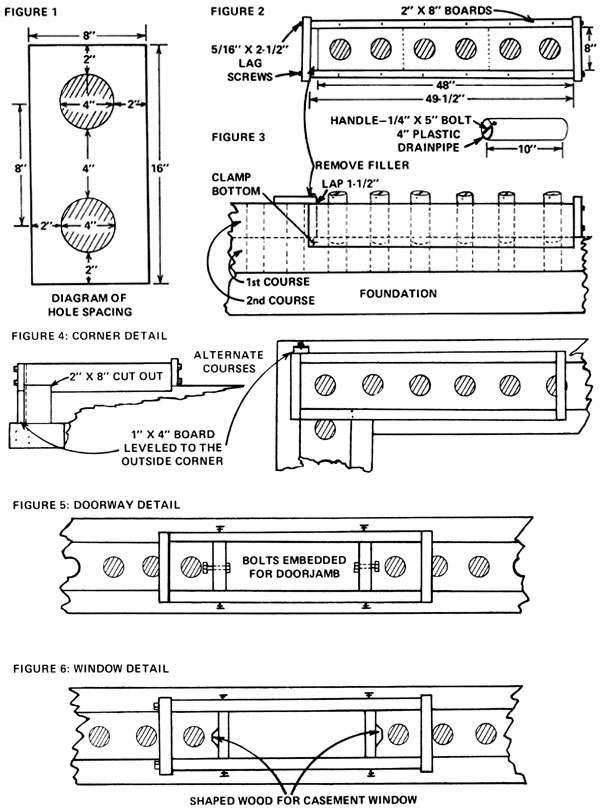 FIGURE 1
8"
2"
4"
2"
8"
4"
16"
2"
4"
2"
DIAGRAM OF
HOLE SPACING
FIGURE 2
2" X 8" BOARDS
5/16" X 2-1/2"
LAG
SCREWS
8"
48"
49-1/2"
FIGURE 3
HANDLE–1/4" X 5" BOLT
4" PLASTIC
DRAINPIPE
10"
REMOVE FILLER
CLAMP
BOTTOM
LAP 1-1/2"
1st COURSE
2nd COURSE
FOUNDATION
FIGURE 4: CORNER DETAIL
2" X 8" CUT OUT
ALTERNATE
COURSES
1" X 4" BOARD
LEVELED TO THE
OUTSIDE CORNER
FIGURE 5: DOORWAY DETAIL
BOLTS EMBEDDED
FOR DOORJAMB
FIGURE 6: WINDOW DETAIL
SHAPED WOOD FOR CASEMENT WINDOW